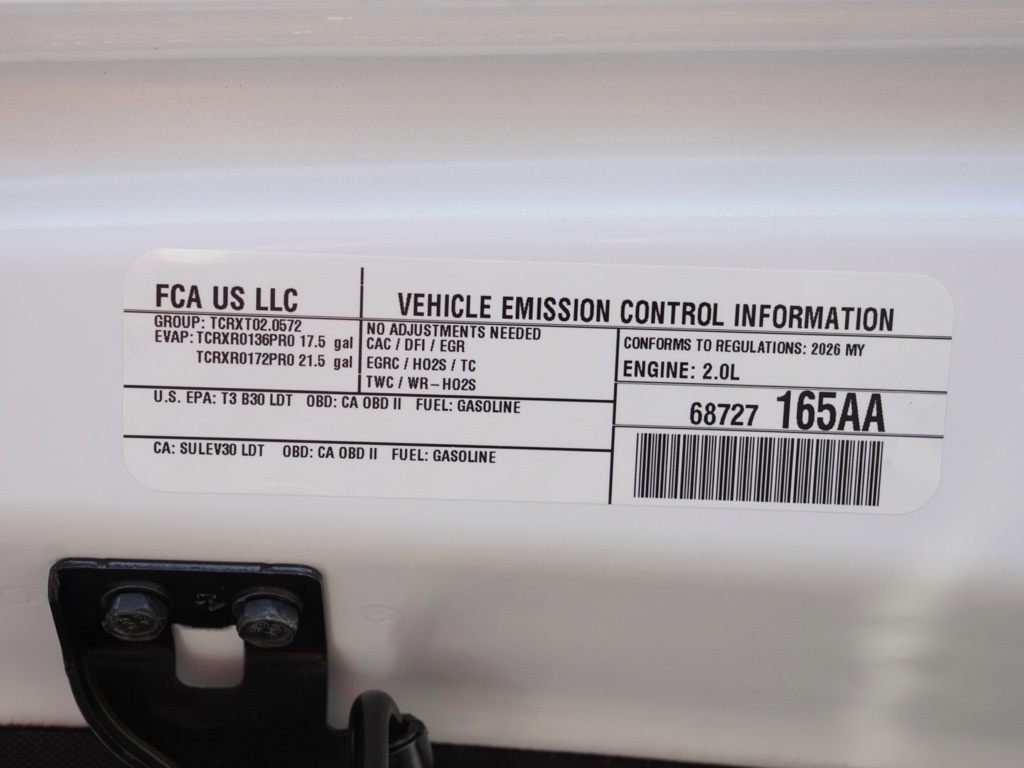 FCA US LLC
VEHICLE EMISSION CONTROL INFORMATION
GROUP: TCRXT02.0572
EVAP: TCRXR0136PR0 17.5 gal
TCRXR0172PR0 21.5 gal
NO ADJUSTMENTS NEEDED
CAC / DFI / EGR
EGRC / HO2S / TC
TWC / WR-HO2S
CONFORMS TO REGULATIONS: 2026 MY
ENGINE: 2.0L
U.S. EPA: T3 B30 LDT OBD: CA OBD II FUEL: GASOLINE
68727 165AA
CA: SULEV30 LDT OBD: CA OBD II FUEL: GASOLINE